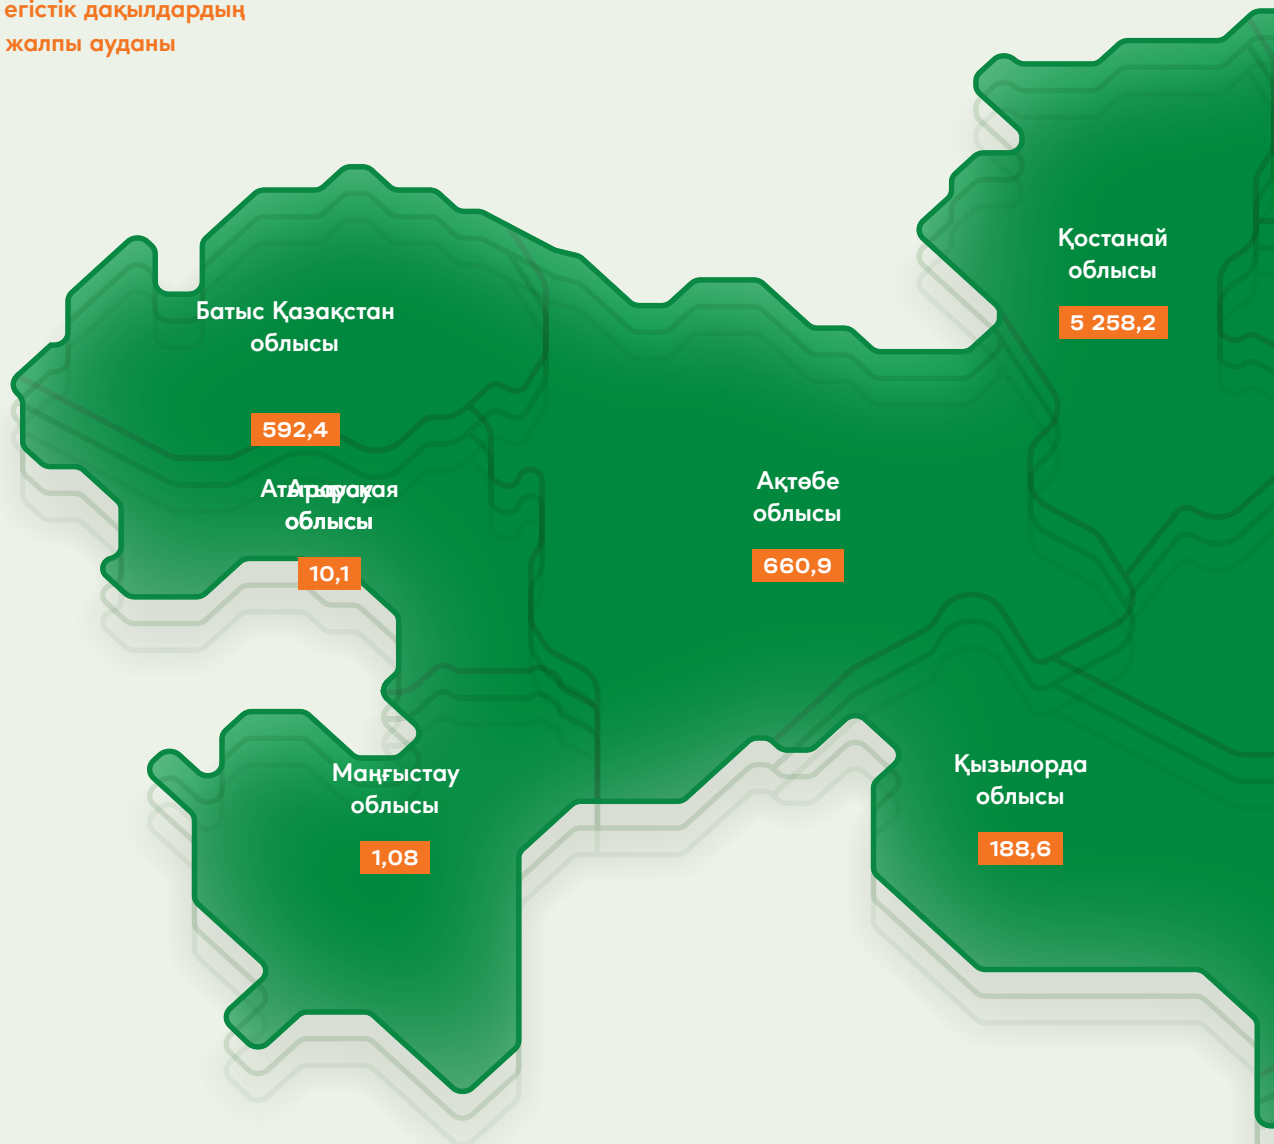 егістік дақылдардың
жалпы ауданы
Қостанай
облысы
5 258,2
Батыс Қазақстан
облысы
592,4
облысы
10,1
Ақтөбе
облысы
660,9
Маңғыстау
облысы
1,08
Қызылорда
облысы
188,6